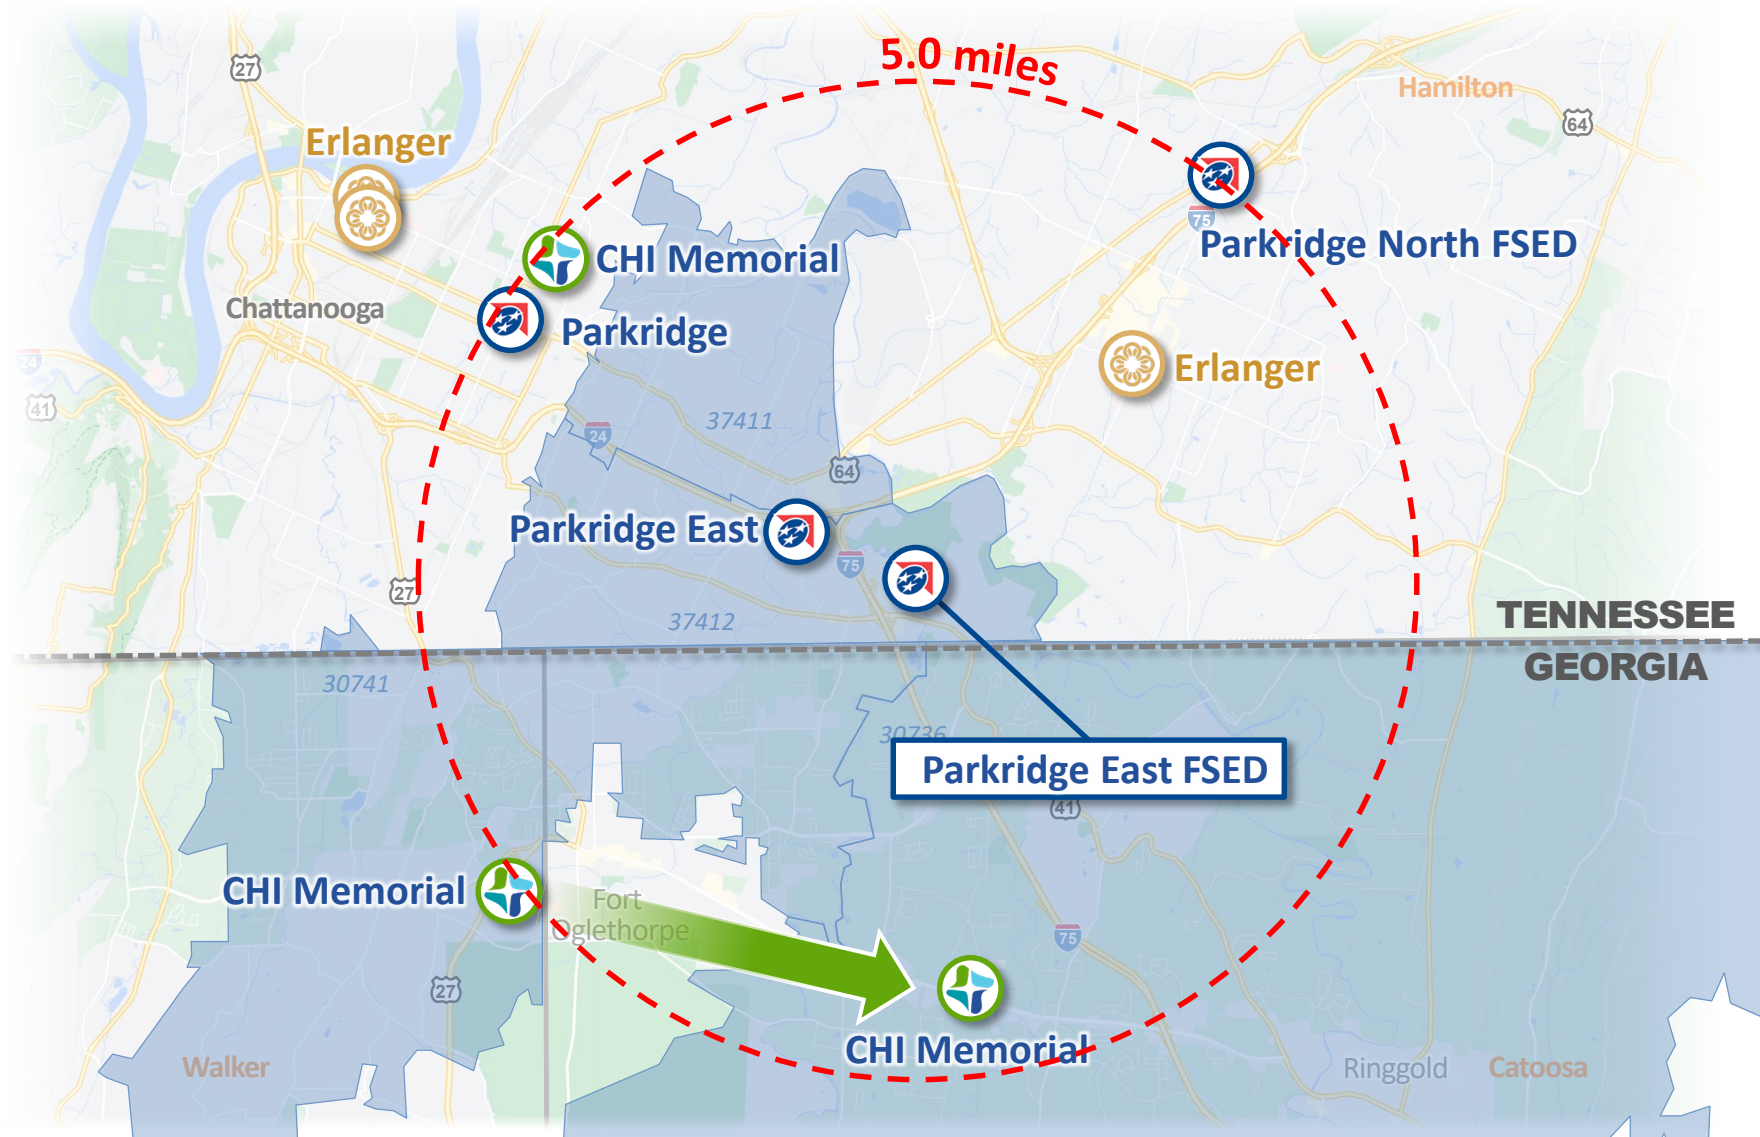 5.0 miles
27
Hamilton
64
Erlanger
CHI Memorial
75
Parkridge North FSED
Chattanooga
Parkridge
24
Erlanger
41
37411
24
64
Parkridge East
75
27
37412
TENNESSEE
GEORGIA
30741
30736
Parkridge East FSED
41
CHI Memorial
Fort
Oglethorpe
75
27
CHI Memorial
Walker
Ringgold
Catoosa